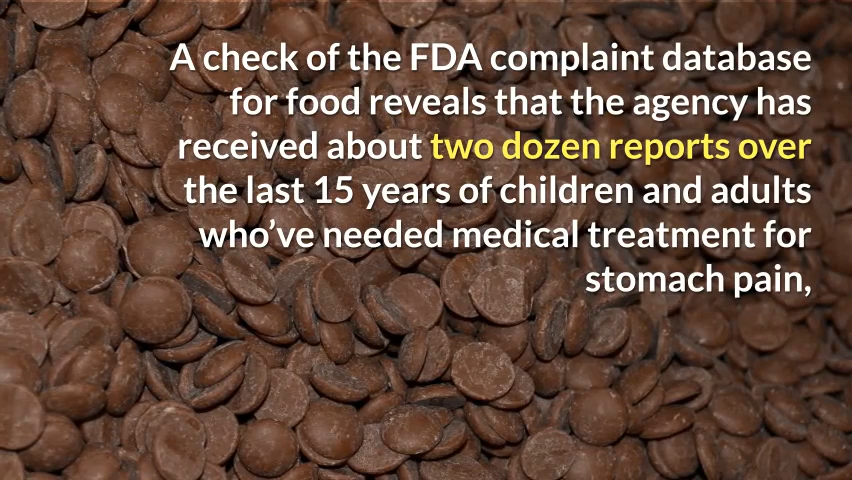 A check of the FDA complaint database
for food reveals that the agency has
received about two dozen reports over
the last 15 years of children and adults
who’ve needed medical treatment for
stomach pain,